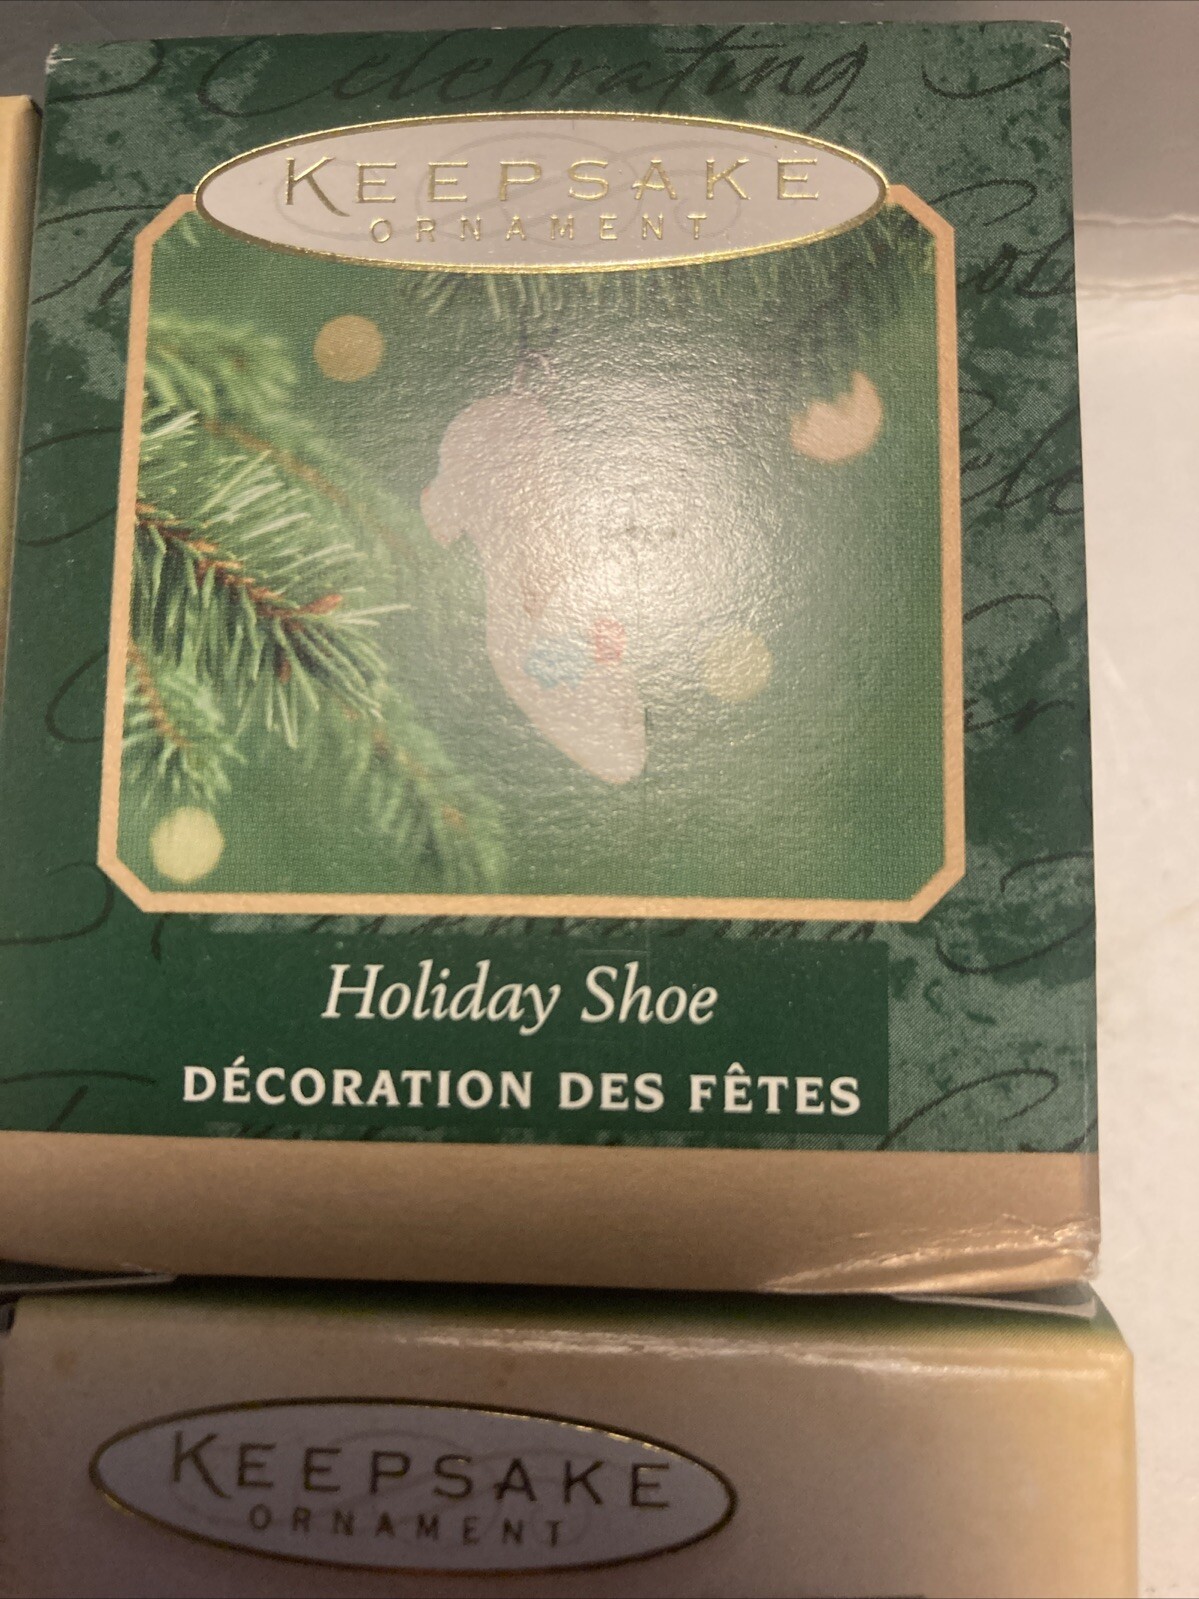 Celebrating
KEEPSAKE
ORNAMENT
Holiday Shoe
DÉCORATION DES FÊTES
KEEPSAKE
ORNAMENT